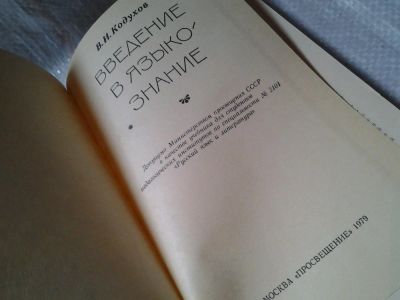 В. И. Кодухов
ВВЕДЕНИЕ
В ЯЗЫКО-
ЗНАНИЕ
Допущено Министерством просвещения СССР
в качестве учебника для студентов
педагогических институтов по специальности № 2101
«Русский язык и литература»
МОСКВА «ПРОСВЕЩЕНИЕ» 1979